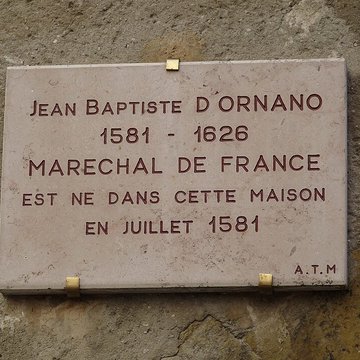 JEAN BAPTISTE D'ORNANO
1581 - 1626
MARECHAL DE FRANCE
EST NE DANS CETTE MAISON
EN JUILLET 1581
A.T.M